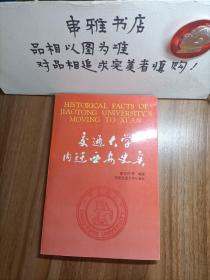 串雅书店
品相以图为准
对品相追求完美者慎购！
HISTORICAL FACTS OF
JIAOTONG UNIVERSITY'S
MOVING TO XI'AN
交通大学
内迁西安史实